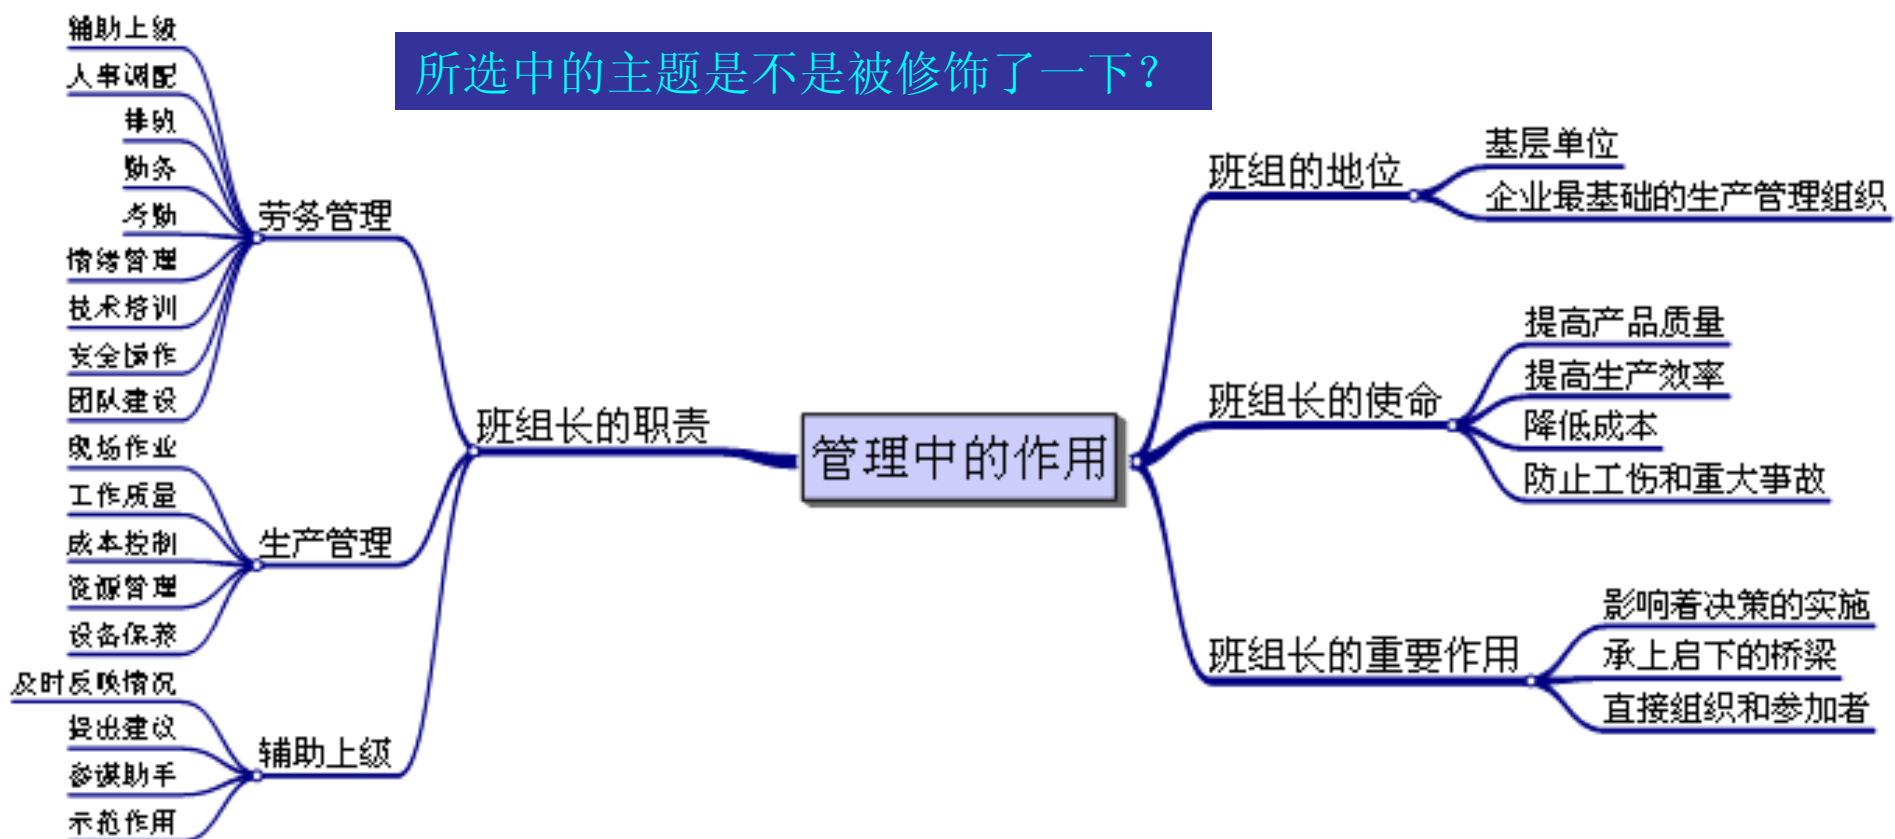 所选中的主题是不是被修饰了一下？
管理中的作用
班组的地位
基层单位
企业最基础的生产管理组织
班组长的使命
提高产品质量
提高生产效率
降低成本
防止工伤和重大事故
班组长的重要作用
影响着决策的实施
承上启下的桥梁
直接组织和参加者
班组长的职责
劳务管理
辅助上级
人事调配
排班
勤务
考勤
情绪管理
技术培训
安全操作
团队建设
生产管理
现场作业
工作质量
成本控制
资源管理
设备保养
辅助上级
及时反映情况
提出建议
参谋助手
示范作用